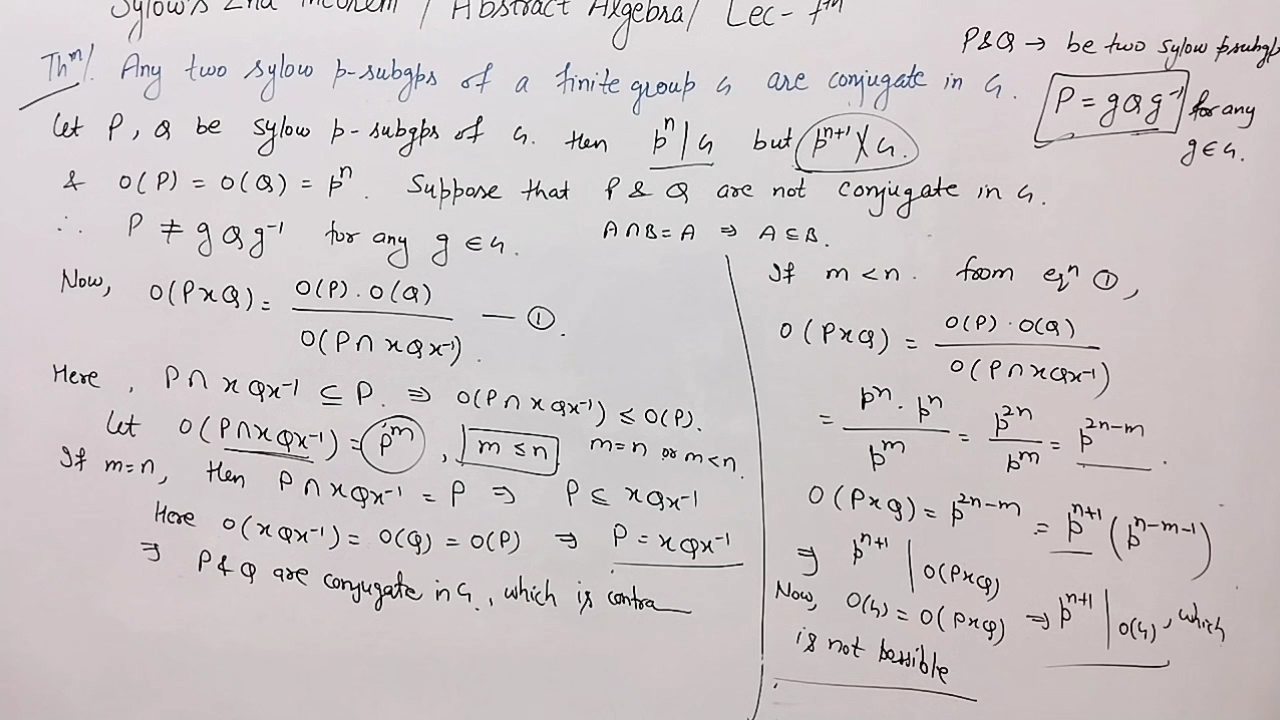 Sylow's 2nd Theorem / Abstract Algebra / Lec- 7th
P & Q → be two sylow p-subgp
Thm/. Any two sylow p-subgps of a finite group G are conjugate in G.
P = gQg⁻¹ for any g ∈ G.
Let P, Q be sylow p-subgps of G. then pⁿ | G but pⁿ⁺¹ ∤ G.
& O(P) = O(Q) = pⁿ. Suppose that P & Q are not conjugate in G.
∴ P ≠ gQg⁻¹ for any g ∈ G.
A∩B = A ⇒ A ⊆ B.
Now, O(PxQ) = O(P).O(Q) / O(P∩xQx⁻¹). — ①.
Here, P∩xQx⁻¹ ⊆ P. ⇒ O(P∩xQx⁻¹) ≤ O(P).
Let O(P∩xQx⁻¹) = pᵐ, m ≤ n m=n or m<n.
If m=n, then P∩xQx⁻¹ = P ⇒ P ⊆ xQx⁻¹
Here O(xQx⁻¹) = O(Q) = O(P) ⇒ P = xQx⁻¹
⇒ P & Q are conjugate in G, which is contra
If m < n. from eqⁿ ①,
O(PxQ) = O(P).O(Q) / O(P∩xQx⁻¹)
= pⁿ.pⁿ / pᵐ = p²ⁿ / pᵐ = p²ⁿ⁻ᵐ.
O(PxQ) = p²ⁿ⁻ᵐ = pⁿ⁺¹(pⁿ⁻ᵐ⁻¹)
⇒ pⁿ⁺¹ | O(PxQ)
Now, O(G) = O(PxQ) ⇒ pⁿ⁺¹ | O(G), which
is not possible